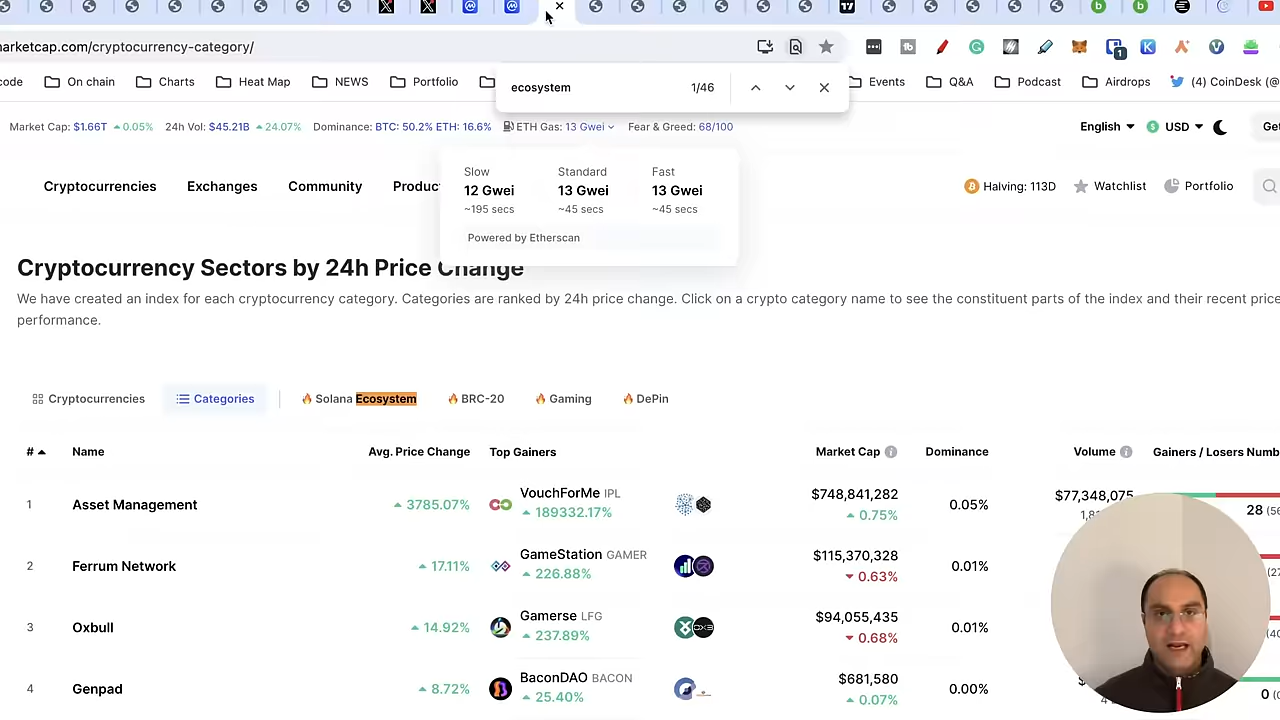 arketcap.com/cryptocurrency-category/
1
code On chain Charts Heat Map NEWS Portfolio Events Q&A Podcast Airdrops (4) CoinDesk (@
ecosystem 1/46
Market Cap: $1.66T 0.05% 24h Vol: $45.21B 24.07% Dominance: BTC: 50.2% ETH: 16.6% ETH Gas: 13 Gwei Fear & Greed: 68/100
English USD Get
Slow Standard Fast
12 Gwei 13 Gwei 13 Gwei
~195 secs ~45 secs ~45 secs
Powered by Etherscan
Cryptocurrencies Exchanges Community Produc Halving: 113D Watchlist Portfolio
Cryptocurrency Sectors by 24h Price Change
We have created an index for each cryptocurrency category. Categories are ranked by 24h price change. Click on a crypto category name to see the constituent parts of the index and their recent price
performance.
Cryptocurrencies Categories Solana Ecosystem BRC-20 Gaming DePin
# Name Avg. Price Change Top Gainers Market Cap Dominance Volume Gainers / Losers Numb
1 Asset Management 3785.07% VouchForMe IPL 189332.17% $748,841,282 0.75% 0.05% $77,348,075 28 (56
2 Ferrum Network 17.11% GameStation GAMER 226.88% $115,370,328 0.63% 0.01%
3 Oxbull 14.92% Gamerse LFG 237.89% $94,055,435 0.68% 0.01%
4 Genpad 8.72% BaconDAO BACON 25.40% $681,580 0.07% 0.00%